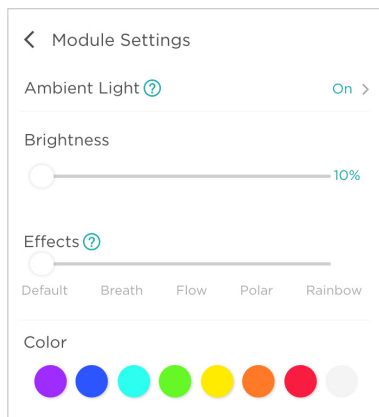 Module Settings
Ambient Light ? On
Brightness
10%
Effects ?
Default Breath Flow Polar Rainbow
Color